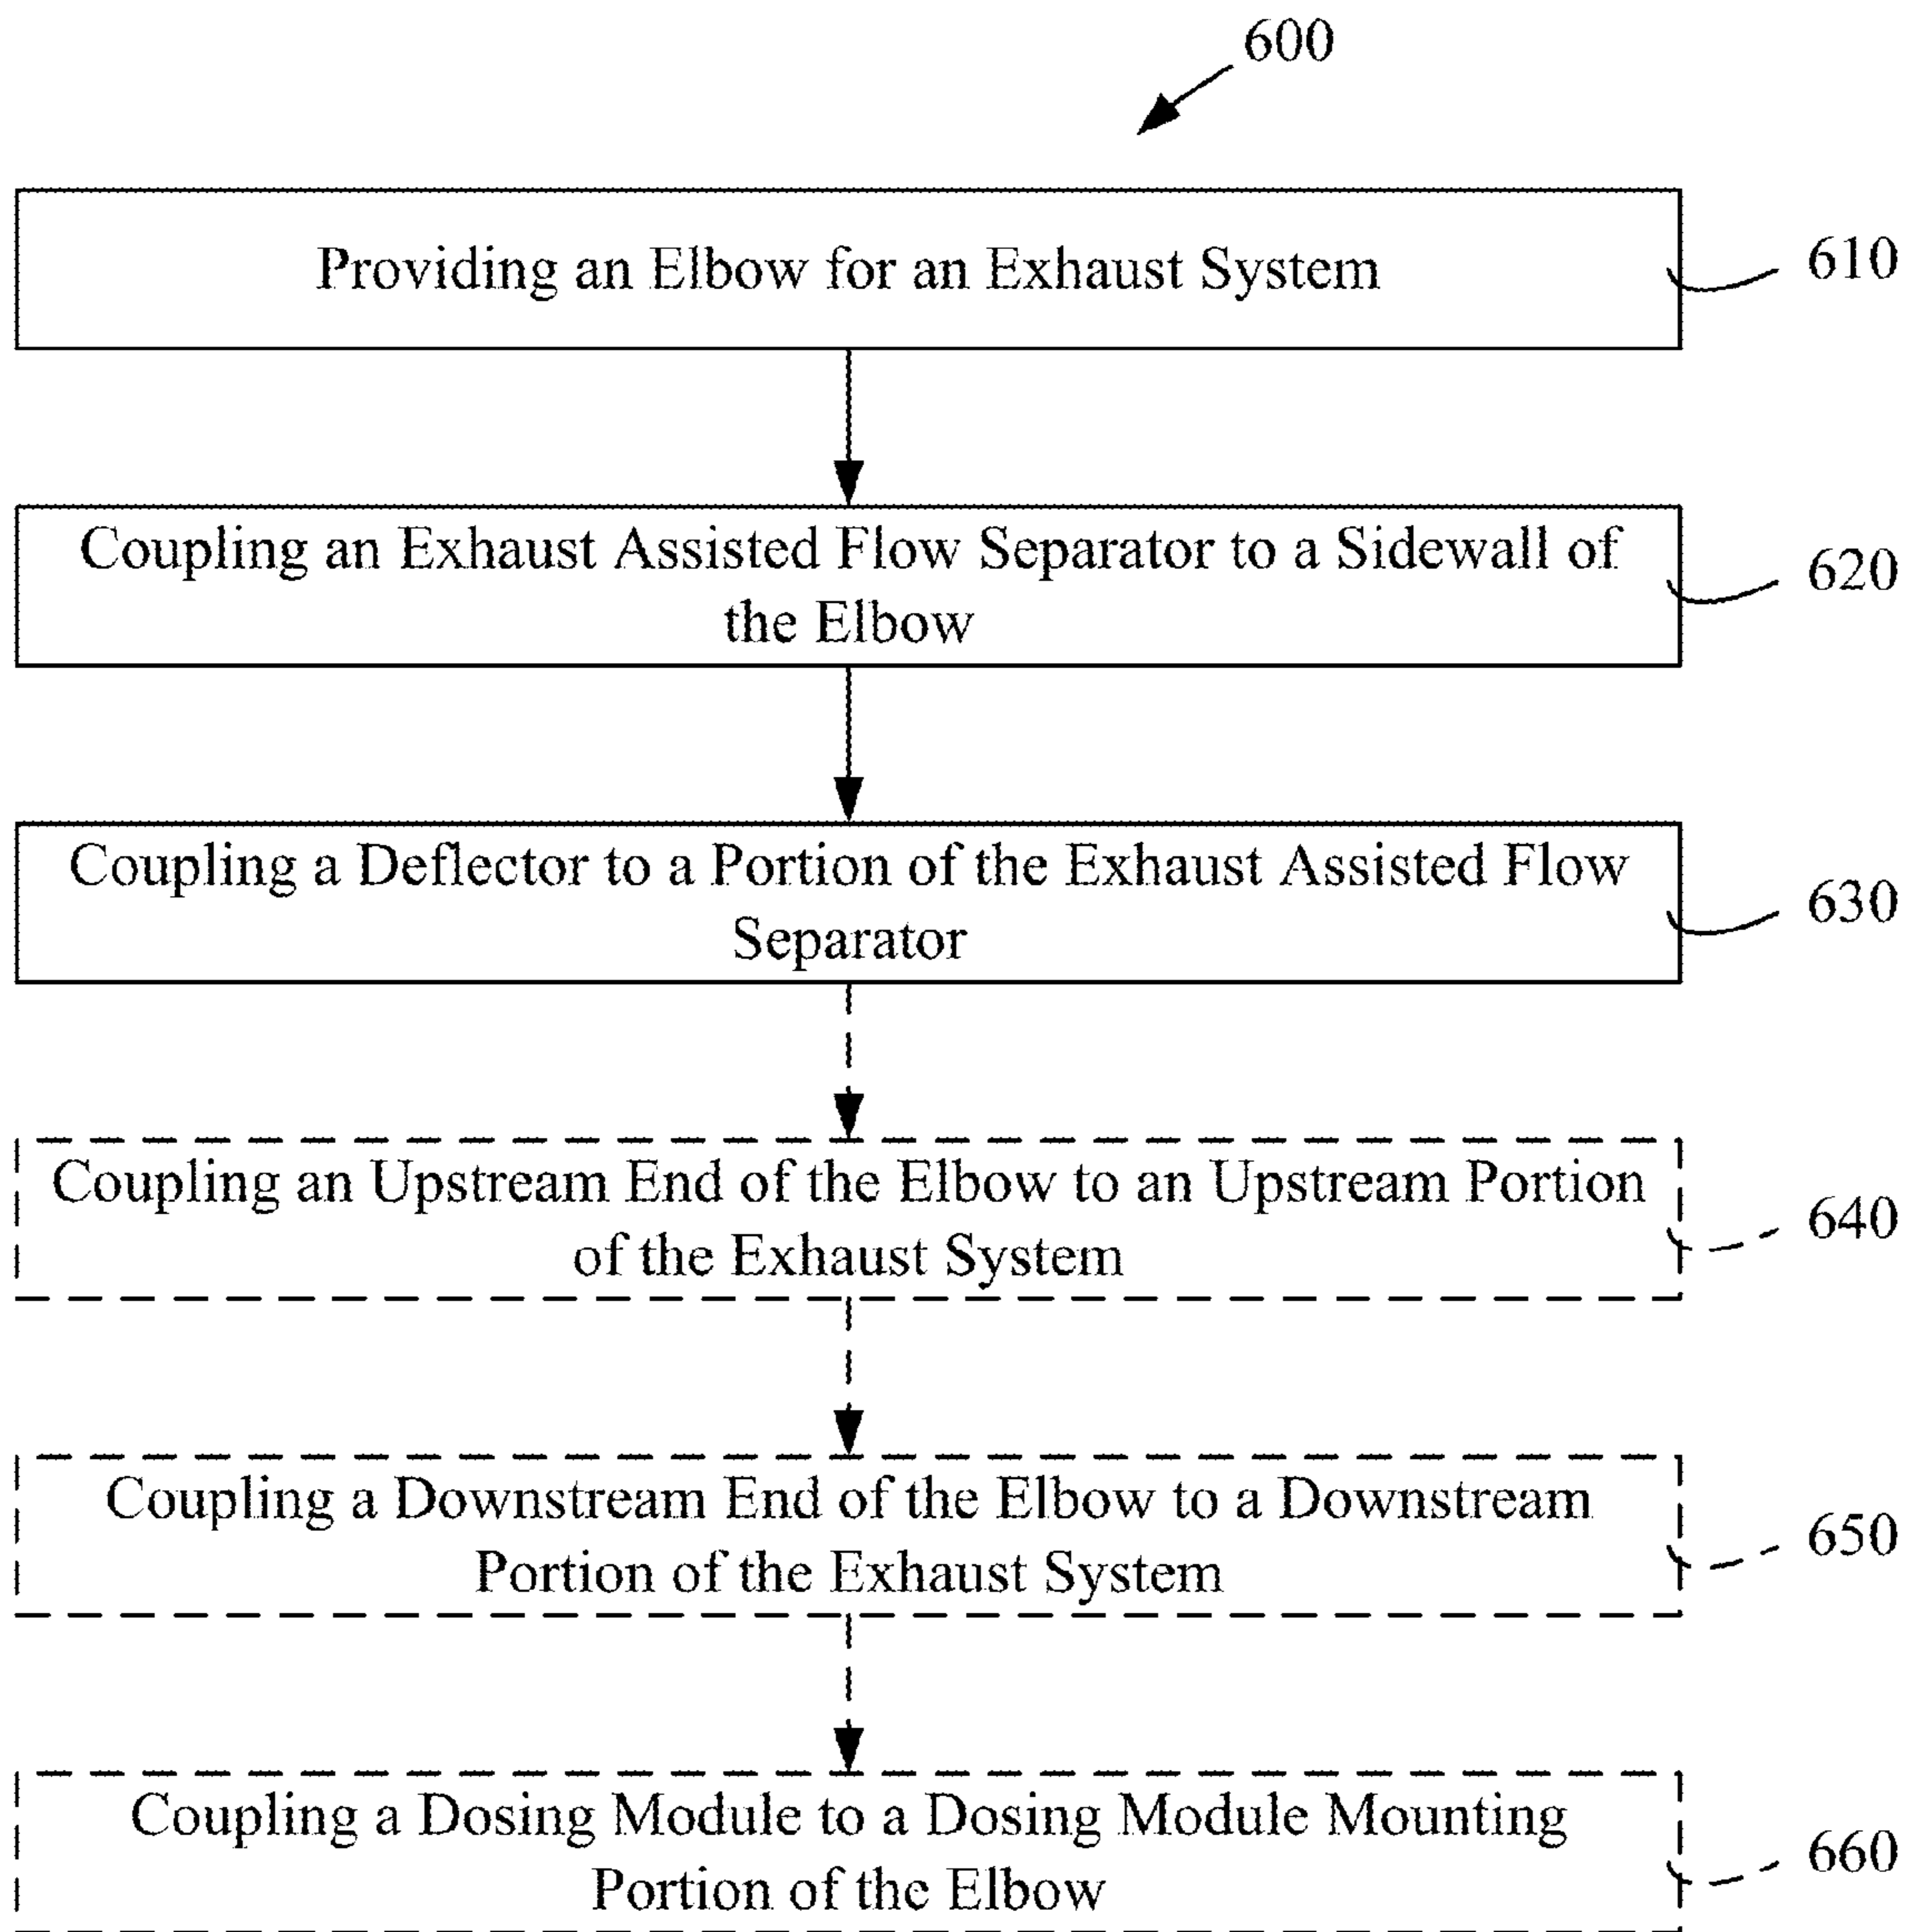 600
Providing an Elbow for an Exhaust System
610
Coupling an Exhaust Assisted Flow Separator to a Sidewall of
the Elbow
620
Coupling a Deflector to a Portion of the Exhaust Assisted Flow
Separator
630
Coupling an Upstream End of the Elbow to an Upstream Portion
of the Exhaust System
640
Coupling a Downstream End of the Elbow to a Downstream
Portion of the Exhaust System
650
Coupling a Dosing Module to a Dosing Module Mounting
Portion of the Elbow
660